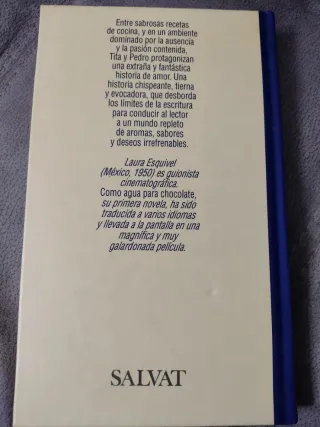 Entre sabrosas recetas
de cocina, y en un ambiente
dominado por la ausencia
y la pasión contenida,
Tita y Pedro protagonizan
una extraña y fantástica
historia de amor. Una
historia chispeante, tierna
y evocadora, que desborda
los límites de la escritura
para conducir al lector
a un mundo repleto
de aromas, sabores
y deseos irrefrenables.
Laura Esquivel
(México, 1950) es guionista
cinematográfica.
Como agua para chocolate,
su primera novela, ha sido
traducida a varios idiomas
y llevada a la pantalla en una
magnífica y muy
galardonada película.
SALVAT